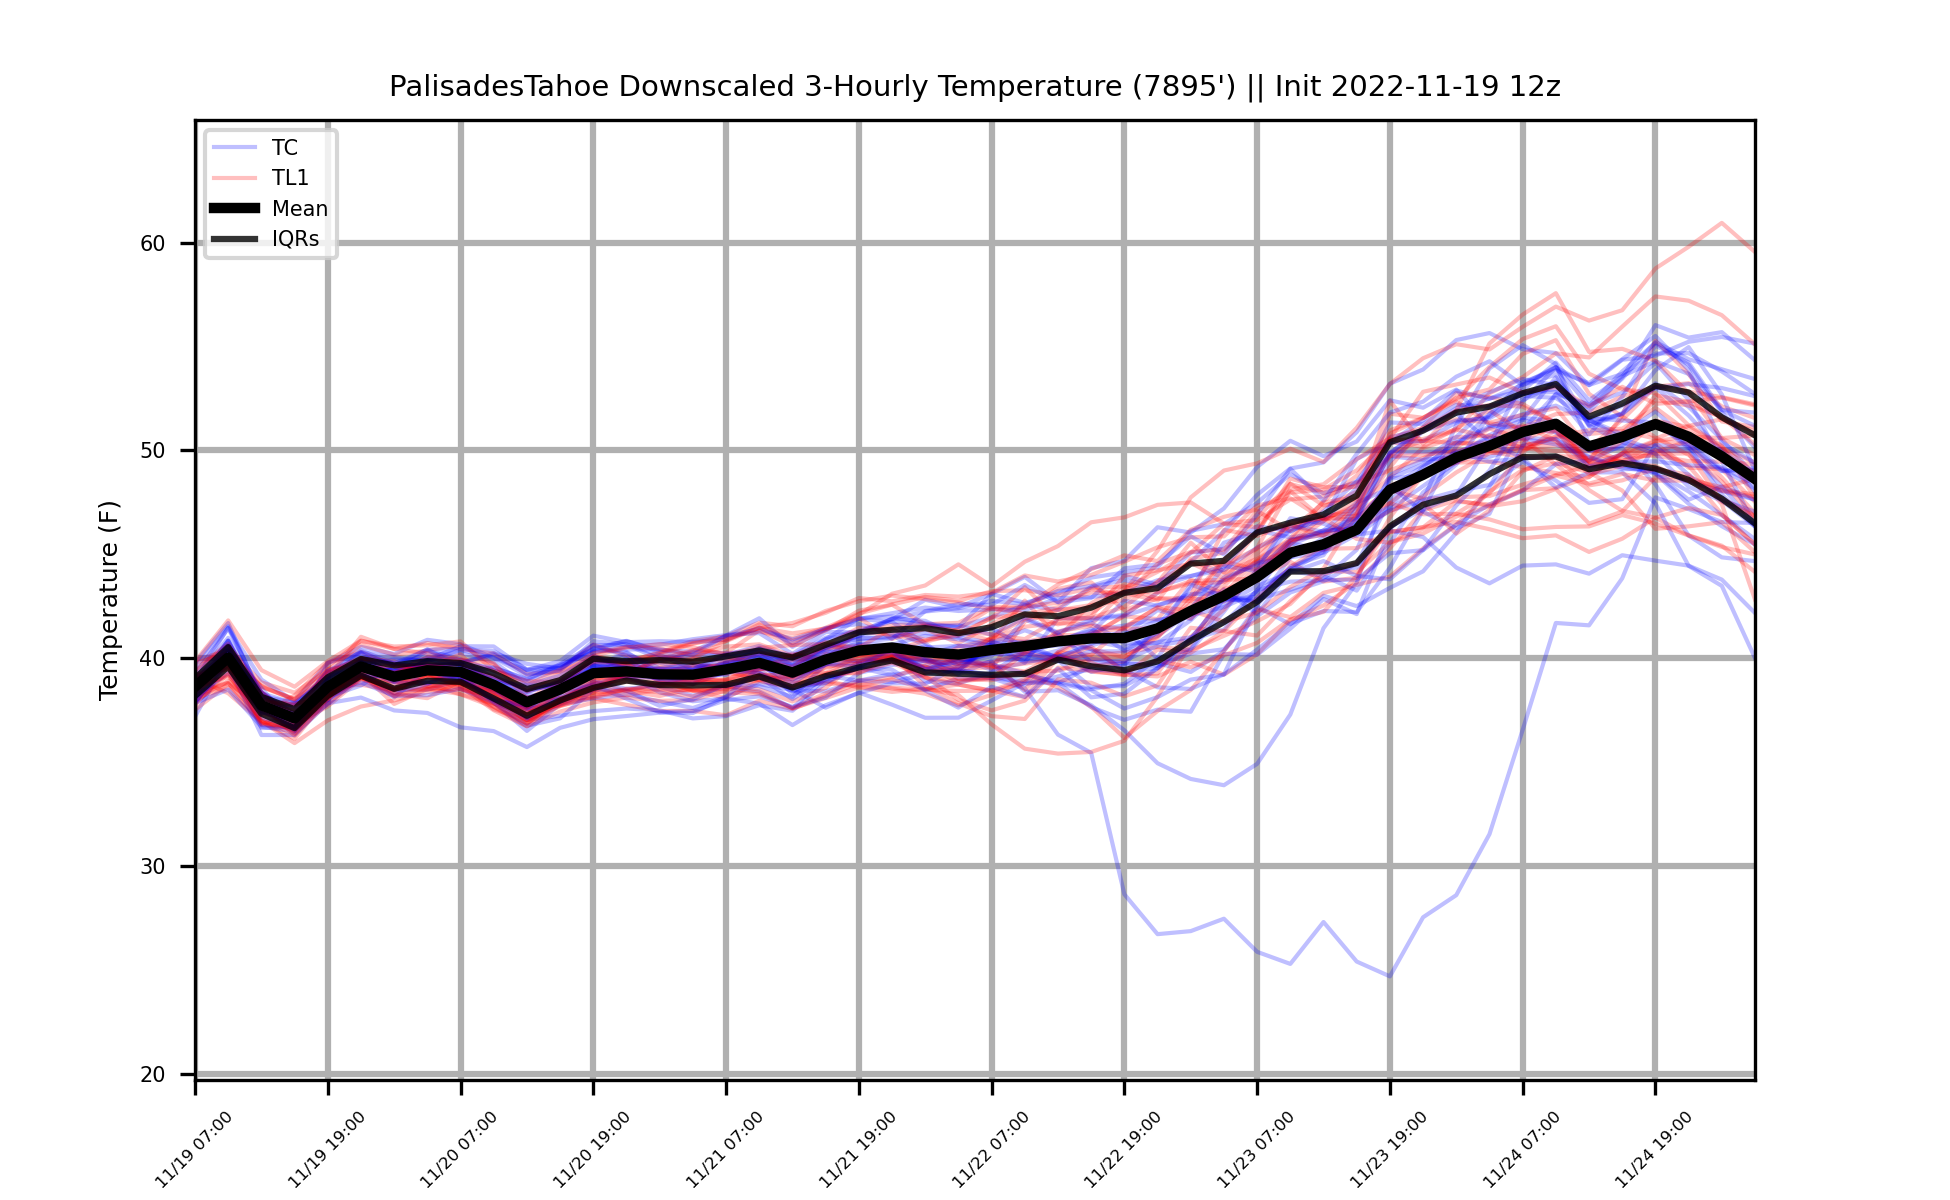 PalisadesTahoe Downscaled 3-Hourly Temperature (7895') || Init 2022-11-19 12z
TC
TL1
Mean
IQRs
Temperature (F)
60
50
40
30
20
11/19 07:00
11/19 19:00
11/20 07:00
11/20 19:00
11/21 07:00
11/21 19:00
11/22 07:00
11/22 19:00
11/23 07:00
11/23 19:00
11/24 07:00
11/24 19:00